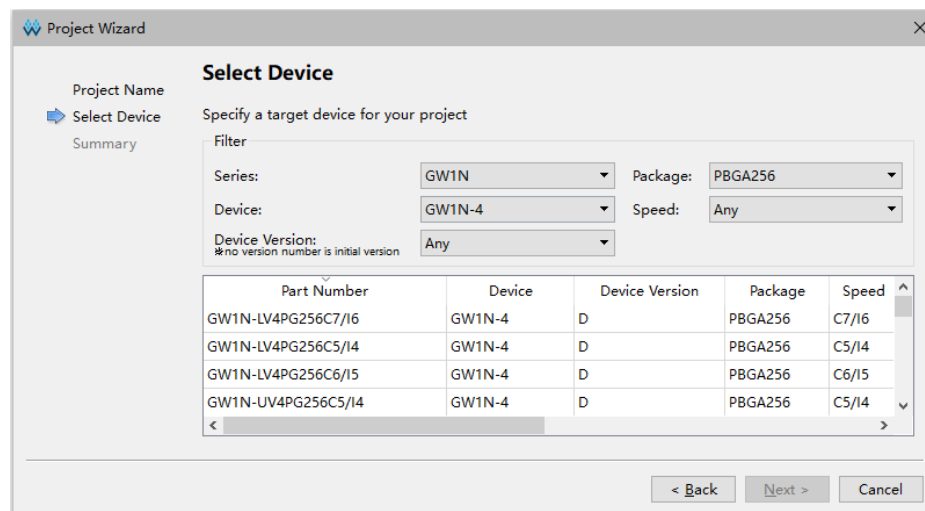 Project Wizard
Select Device
Project Name
Select Device
Summary
Specify a target device for your project
Filter
Series: GW1N Package: PBGA256
Device: GW1N-4 Speed: Any
Device Version: Any
※no version number is initial version
Part Number Device Device Version Package Speed
GW1N-LV4PG256C7/I6 GW1N-4 D PBGA256 C7/I6
GW1N-LV4PG256C5/I4 GW1N-4 D PBGA256 C5/I4
GW1N-LV4PG256C6/I5 GW1N-4 D PBGA256 C6/I5
GW1N-UV4PG256C5/I4 GW1N-4 D PBGA256 C5/I4
< Back Next > Cancel